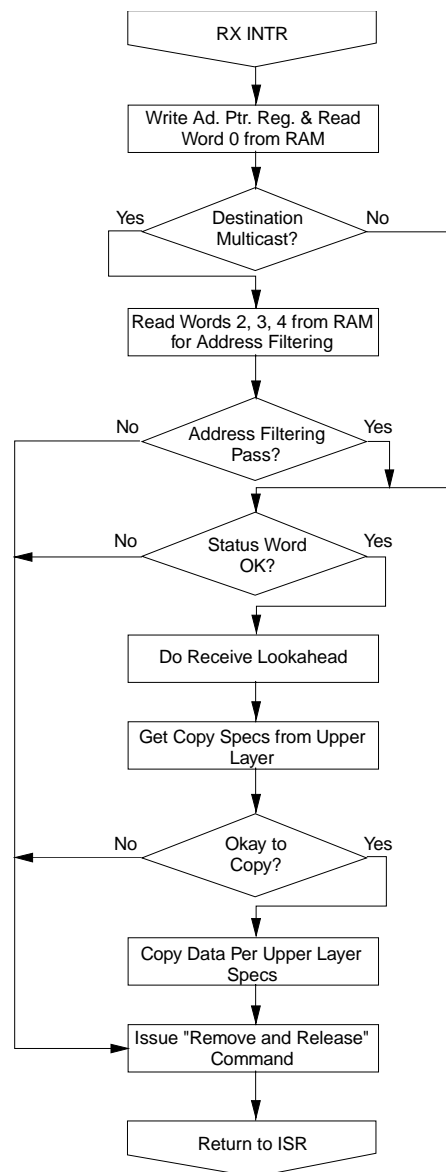 RX INTR
Write Ad. Ptr. Reg. & Read
Word 0 from RAM
Yes
No
Destination
Multicast?
Read Words 2, 3, 4 from RAM
for Address Filtering
No
Yes
Address Filtering
Pass?
No
Yes
Status Word
OK?
Do Receive Lookahead
Get Copy Specs from Upper
Layer
No
Yes
Okay to
Copy?
Copy Data Per Upper Layer
Specs
Issue "Remove and Release"
Command
Return to ISR